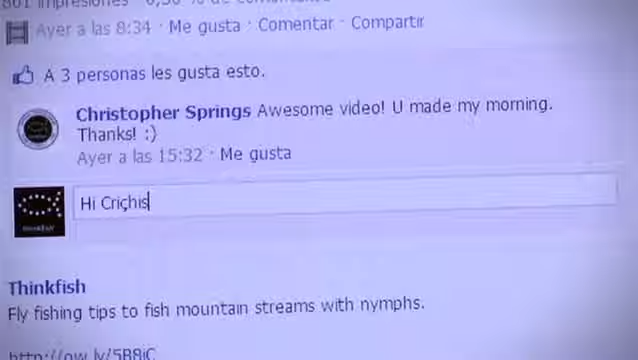 Ayer a las 8:34 · Me gusta · Comentar · Compartir
A 3 personas les gusta esto.
Christopher Springs Awesome video! U made my morning.
Thanks! :)
Ayer a las 15:32 · Me gusta
Hi Criçhis
Thinkfish
Fly fishing tips to fish mountain streams with nymphs.